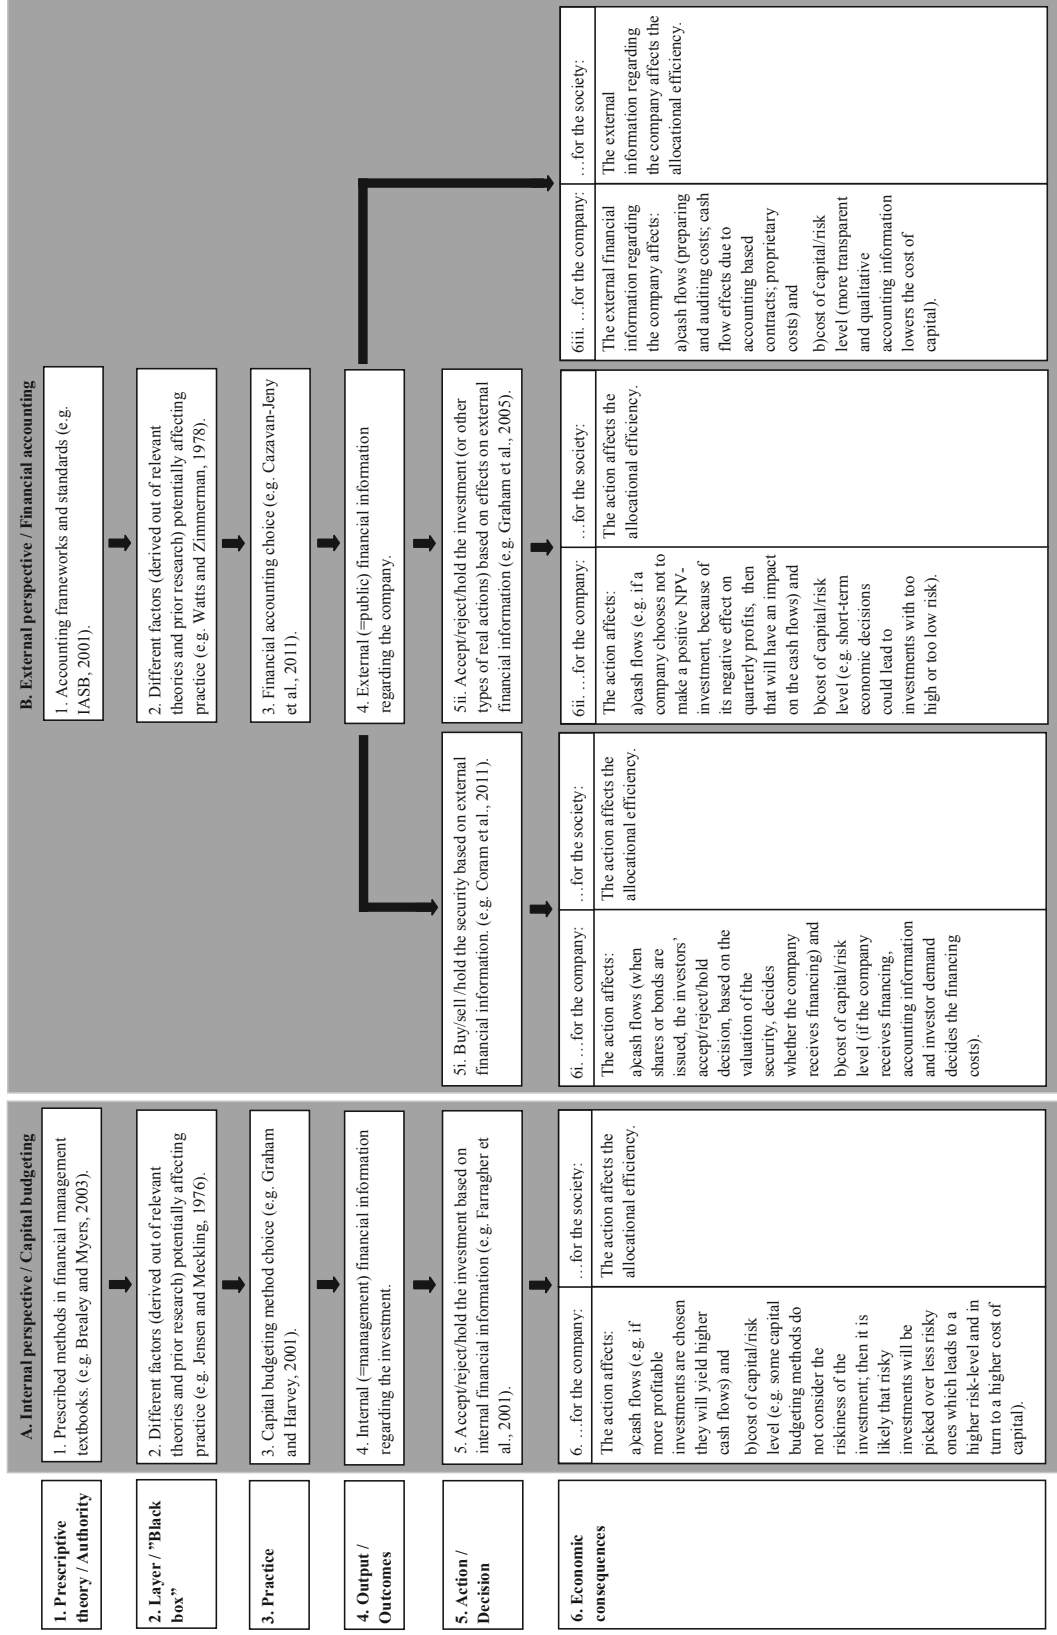 A. Internal perspective / Capital budgeting
B. External perspective / Financial accounting
1. Prescriptive
theory / Authority
1. Prescribed methods in financial management
textbooks. (e.g. Brealey and Myers, 2003).
1. Accounting frameworks and standards (e.g.
IASB, 2001).
2. Layer / ”Black
box”
2. Different factors (derived out of relevant
theories and prior research) potentially affecting
practice (e.g. Jensen and Meckling, 1976).
2. Different factors (derived out of relevant
theories and prior research) potentially affecting
practice (e.g. Watts and Zimmerman, 1978).
3. Practice
3. Capital budgeting method choice (e.g. Graham
and Harvey, 2001).
3. Financial accounting choice (e.g. Cazavan-Jeny
et al., 2011).
4. Output /
Outcomes
4. Internal (=management) financial information
regarding the investment.
4. External (=public) financial information
regarding the company.
5. Action /
Decision
5. Accept/reject/hold the investment based on
internal financial information (e.g. Farragher et
al., 2001).
5i. Buy/sell /hold the security based on external
financial information. (e.g. Coram et al., 2011).
5ii. Accept/reject/hold the investment (or other
types of real actions) based on effects on external
financial information (e.g. Graham et al., 2005).
6. Economic
consequences
6. …for the company:
The action affects:
a)cash flows (e.g. if
more profitable
investments are chosen
they will yield higher
cash flows) and
b)cost of capital/risk
level (e.g. some capital
budgeting methods do
not consider the
riskiness of the
investment; then it is
likely that risky
investments will be
picked over less risky
ones which leads to a
higher risk-level and in
turn to a higher cost of
capital).
…for the society:
The action affects the
allocational efficiency.
6i. …for the company:
The action affects:
a)cash flows (when
shares or bonds are
issued, the investors’
accept/reject/hold
decision, based on the
valuation of the
security, decides
whether the company
receives financing) and
b)cost of capital/risk
level (if the company
receives financing,
accounting information
and investor demand
decides the financing
costs).
…for the society:
The action affects the
allocational efficiency.
6ii. …for the company:
The action affects:
a)cash flows (e.g. if a
company chooses not to
make a positive NPV-
investment, because of
its negative effect on
quarterly profits, then
that will have an impact
on the cash flows) and
b)cost of capital/risk
level (e.g. short-term
economic decisions
could lead to
investments with too
high or too low risk).
…for the society:
The action affects the
allocational efficiency.
6iii. …for the company:
The external financial
information regarding
the company affects:
a)cash flows (preparing
and auditing costs; cash
flow effects due to
accounting based
contracts; proprietary
costs) and
b)cost of capital/risk
level (more transparent
and qualitative
accounting information
lowers the cost of
capital).
…for the society:
The external
information regarding
the company affects the
allocational efficiency.